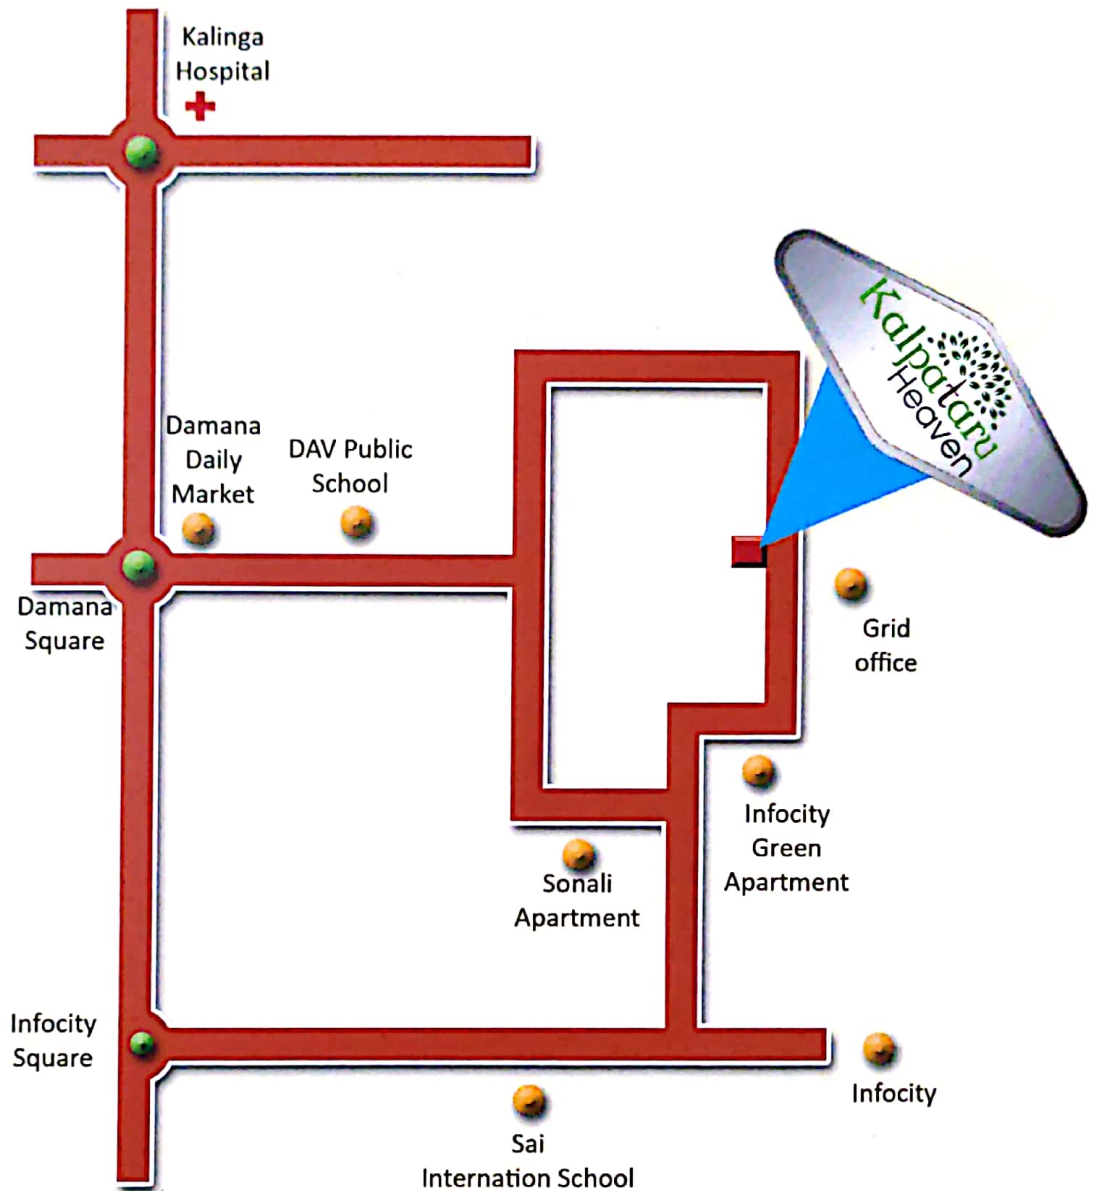 Kalinga
Hospital
Kalpataru
Heaven
Damana
Daily
Market
DAV Public
School
Damana
Square
Grid
office
Infocity
Green
Apartment
Sonali
Apartment
Infocity
Square
Infocity
Sai
Internation School